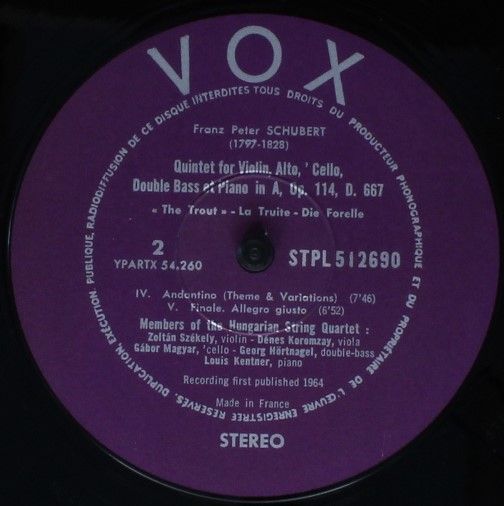 VOX
DUPLICATION, EXÉCUTION PUBLIQUE, RADIODIFFUSION DE CE DISQUE INTERDITES TOUS DROITS DU PRODUCTEUR PHONOGRAPHIQUE ET DU PROPRIÉTAIRE DE L'ŒUVRE ENREGISTRÉE RÉSERVÉS.
Franz Peter SCHUBERT
(1797-1828)
Quintet for Violin, Alto, 'Cello,
Double Bass et Piano in A, Op. 114, D. 667
« The Trout » - La Truite - Die Forelle
2
YPARTX 54.260
STPL 512690
IV. Andantino (Theme & Variations) (7'46)
V. Finale. Allegro giusto (6'52)
Members of the Hungarian String Quartet :
Zoltán Székely, violin - Dénes Koromzay, viola
Gábor Magyar, 'cello - Georg Hörtnagel, double-bass
Louis Kentner, piano
Recording first published 1964
Made in France
STEREO